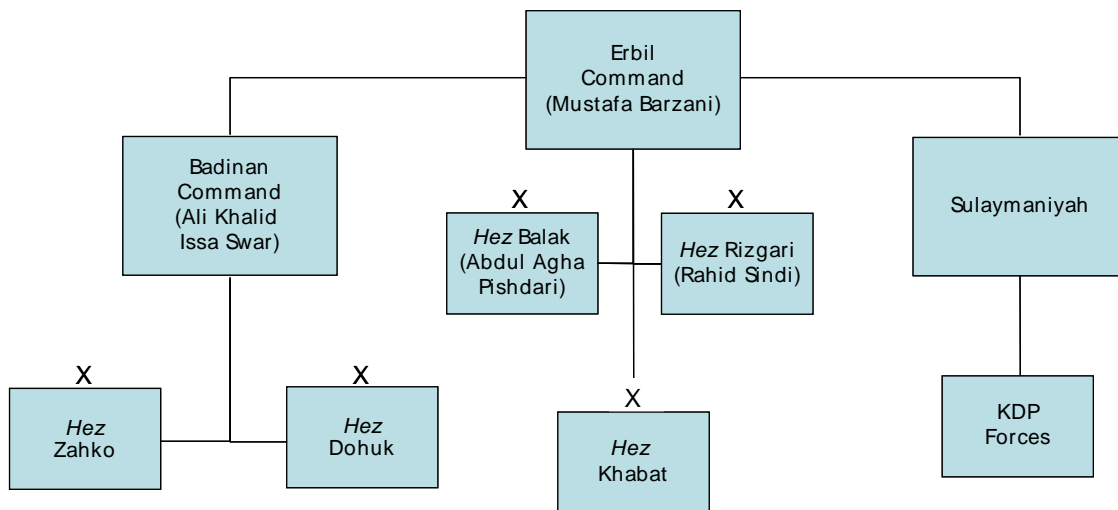 Erbil
Command
(Mustafa Barzani)
Badinan
Command
(Ali Khalid
Issa Swar)
Sulaymaniyah
X
Hez Balak
(Abdul Agha
Pishdari)
X
Hez Rizgari
(Rahid Sindi)
X
Hez
Zahko
X
Hez
Dohuk
X
Hez
Khabat
KDP
Forces